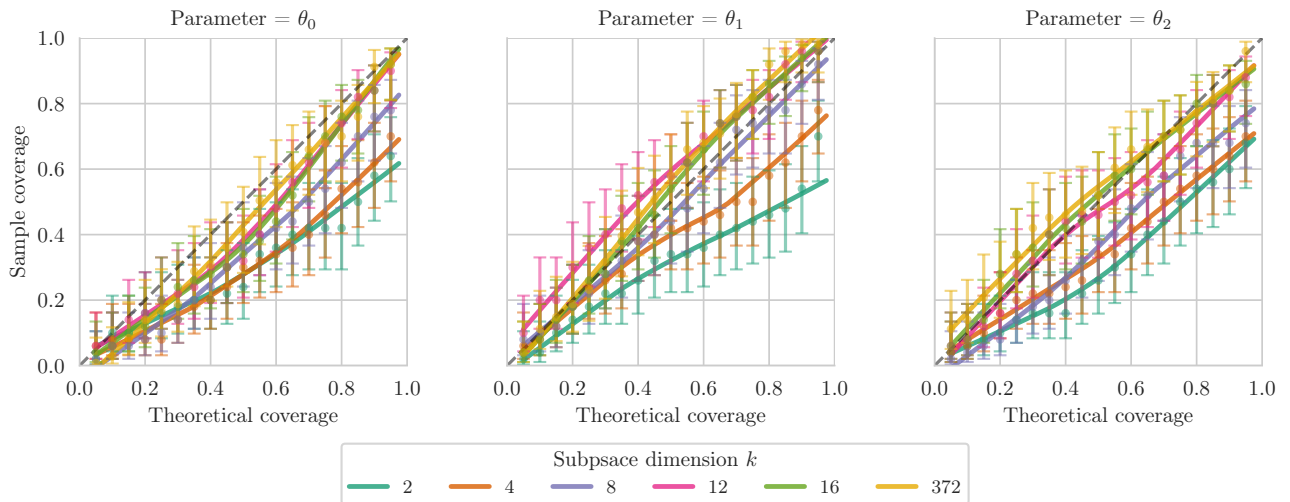 Parameter = θ0
Parameter = θ1
Parameter = θ2
Sample coverage
1.0
0.8
0.6
0.4
0.2
0.0
0.0 0.2 0.4 0.6 0.8 1.0
0.0 0.2 0.4 0.6 0.8 1.0
0.0 0.2 0.4 0.6 0.8 1.0
Theoretical coverage
Theoretical coverage
Theoretical coverage
Subpsace dimension k
2 4 8 12 16 372